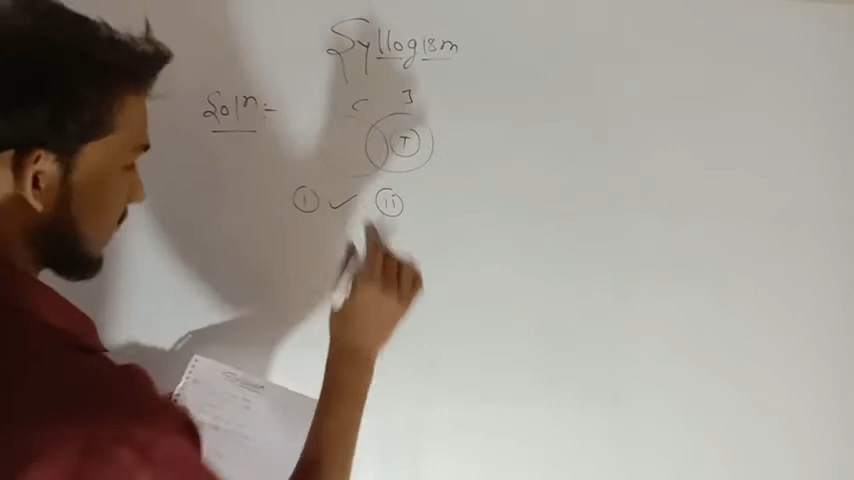 Syllogism
Soln:-
C J
T
i ✓ ii